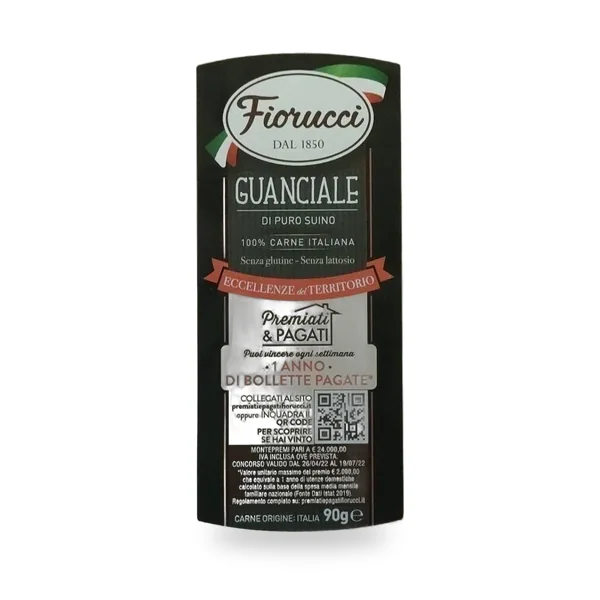 Fiorucci
DAL 1850
GUANCIALE
DI PURO SUINO
100% CARNE ITALIANA
Senza glutine - Senza lattosio
ECCELLENZE del TERRITORIO
Premiati
& PAGATI
Puoi vincere ogni settimana
• 1 ANNO •
DI BOLLETTE PAGATE*
COLLEGATI AL SITO
premiatiepagatifiorucci.it
oppure INQUADRA IL
QR CODE
PER SCOPRIRE
SE HAI VINTO
MONTEPREMI PARI A € 24.000,00
IVA INCLUSA OVE PREVISTA.
CONCORSO VALIDO DAL 26/04/22 AL 19/07/22
*Valore unitario massimo del premio € 2.000,00
che equivale a 1 anno di utenze domestiche
calcolato sulla base della spesa media mensile
familiare nazionale (Fonte Dati Istat 2019).
Regolamento completo su: premiatiepagatifiorucci.it
CARNE ORIGINE: ITALIA 90g e